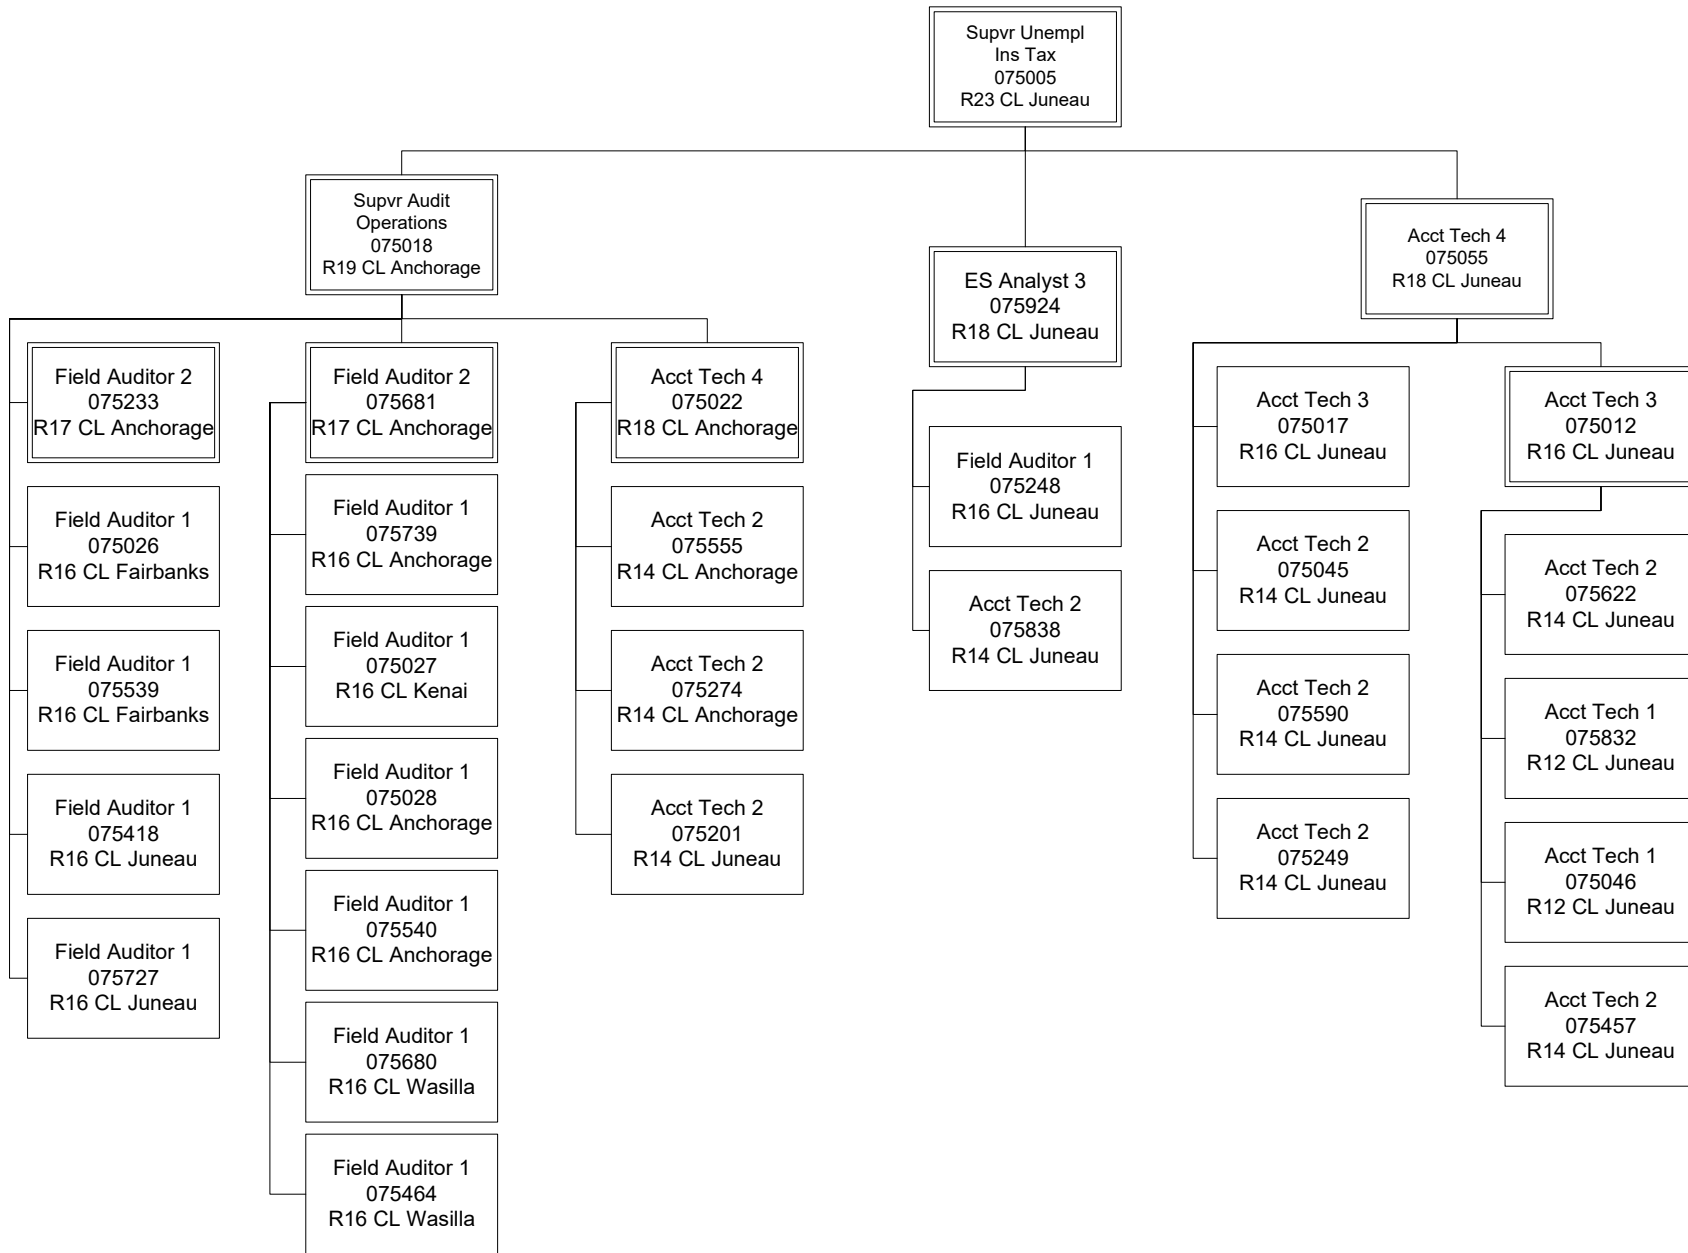 Supvr Unempl
Ins Tax
075005
R23 CL Juneau
Supvr Audit
Operations
075018
R19 CL Anchorage
ES Analyst 3
075924
R18 CL Juneau
Acct Tech 4
075055
R18 CL Juneau
Field Auditor 2
075233
R17 CL Anchorage
Field Auditor 1
075026
R16 CL Fairbanks
Field Auditor 1
075539
R16 CL Fairbanks
Field Auditor 1
075418
R16 CL Juneau
Field Auditor 1
075727
R16 CL Juneau
Field Auditor 2
075681
R17 CL Anchorage
Field Auditor 1
075739
R16 CL Anchorage
Field Auditor 1
075027
R16 CL Kenai
Field Auditor 1
075028
R16 CL Anchorage
Field Auditor 1
075540
R16 CL Anchorage
Field Auditor 1
075680
R16 CL Wasilla
Field Auditor 1
075464
R16 CL Wasilla
Acct Tech 4
075022
R18 CL Anchorage
Acct Tech 2
075555
R14 CL Anchorage
Acct Tech 2
075274
R14 CL Anchorage
Acct Tech 2
075201
R14 CL Juneau
Field Auditor 1
075248
R16 CL Juneau
Acct Tech 2
075838
R14 CL Juneau
Acct Tech 3
075017
R16 CL Juneau
Acct Tech 2
075045
R14 CL Juneau
Acct Tech 2
075590
R14 CL Juneau
Acct Tech 2
075249
R14 CL Juneau
Acct Tech 3
075012
R16 CL Juneau
Acct Tech 2
075622
R14 CL Juneau
Acct Tech 1
075832
R12 CL Juneau
Acct Tech 1
075046
R12 CL Juneau
Acct Tech 2
075457
R14 CL Juneau